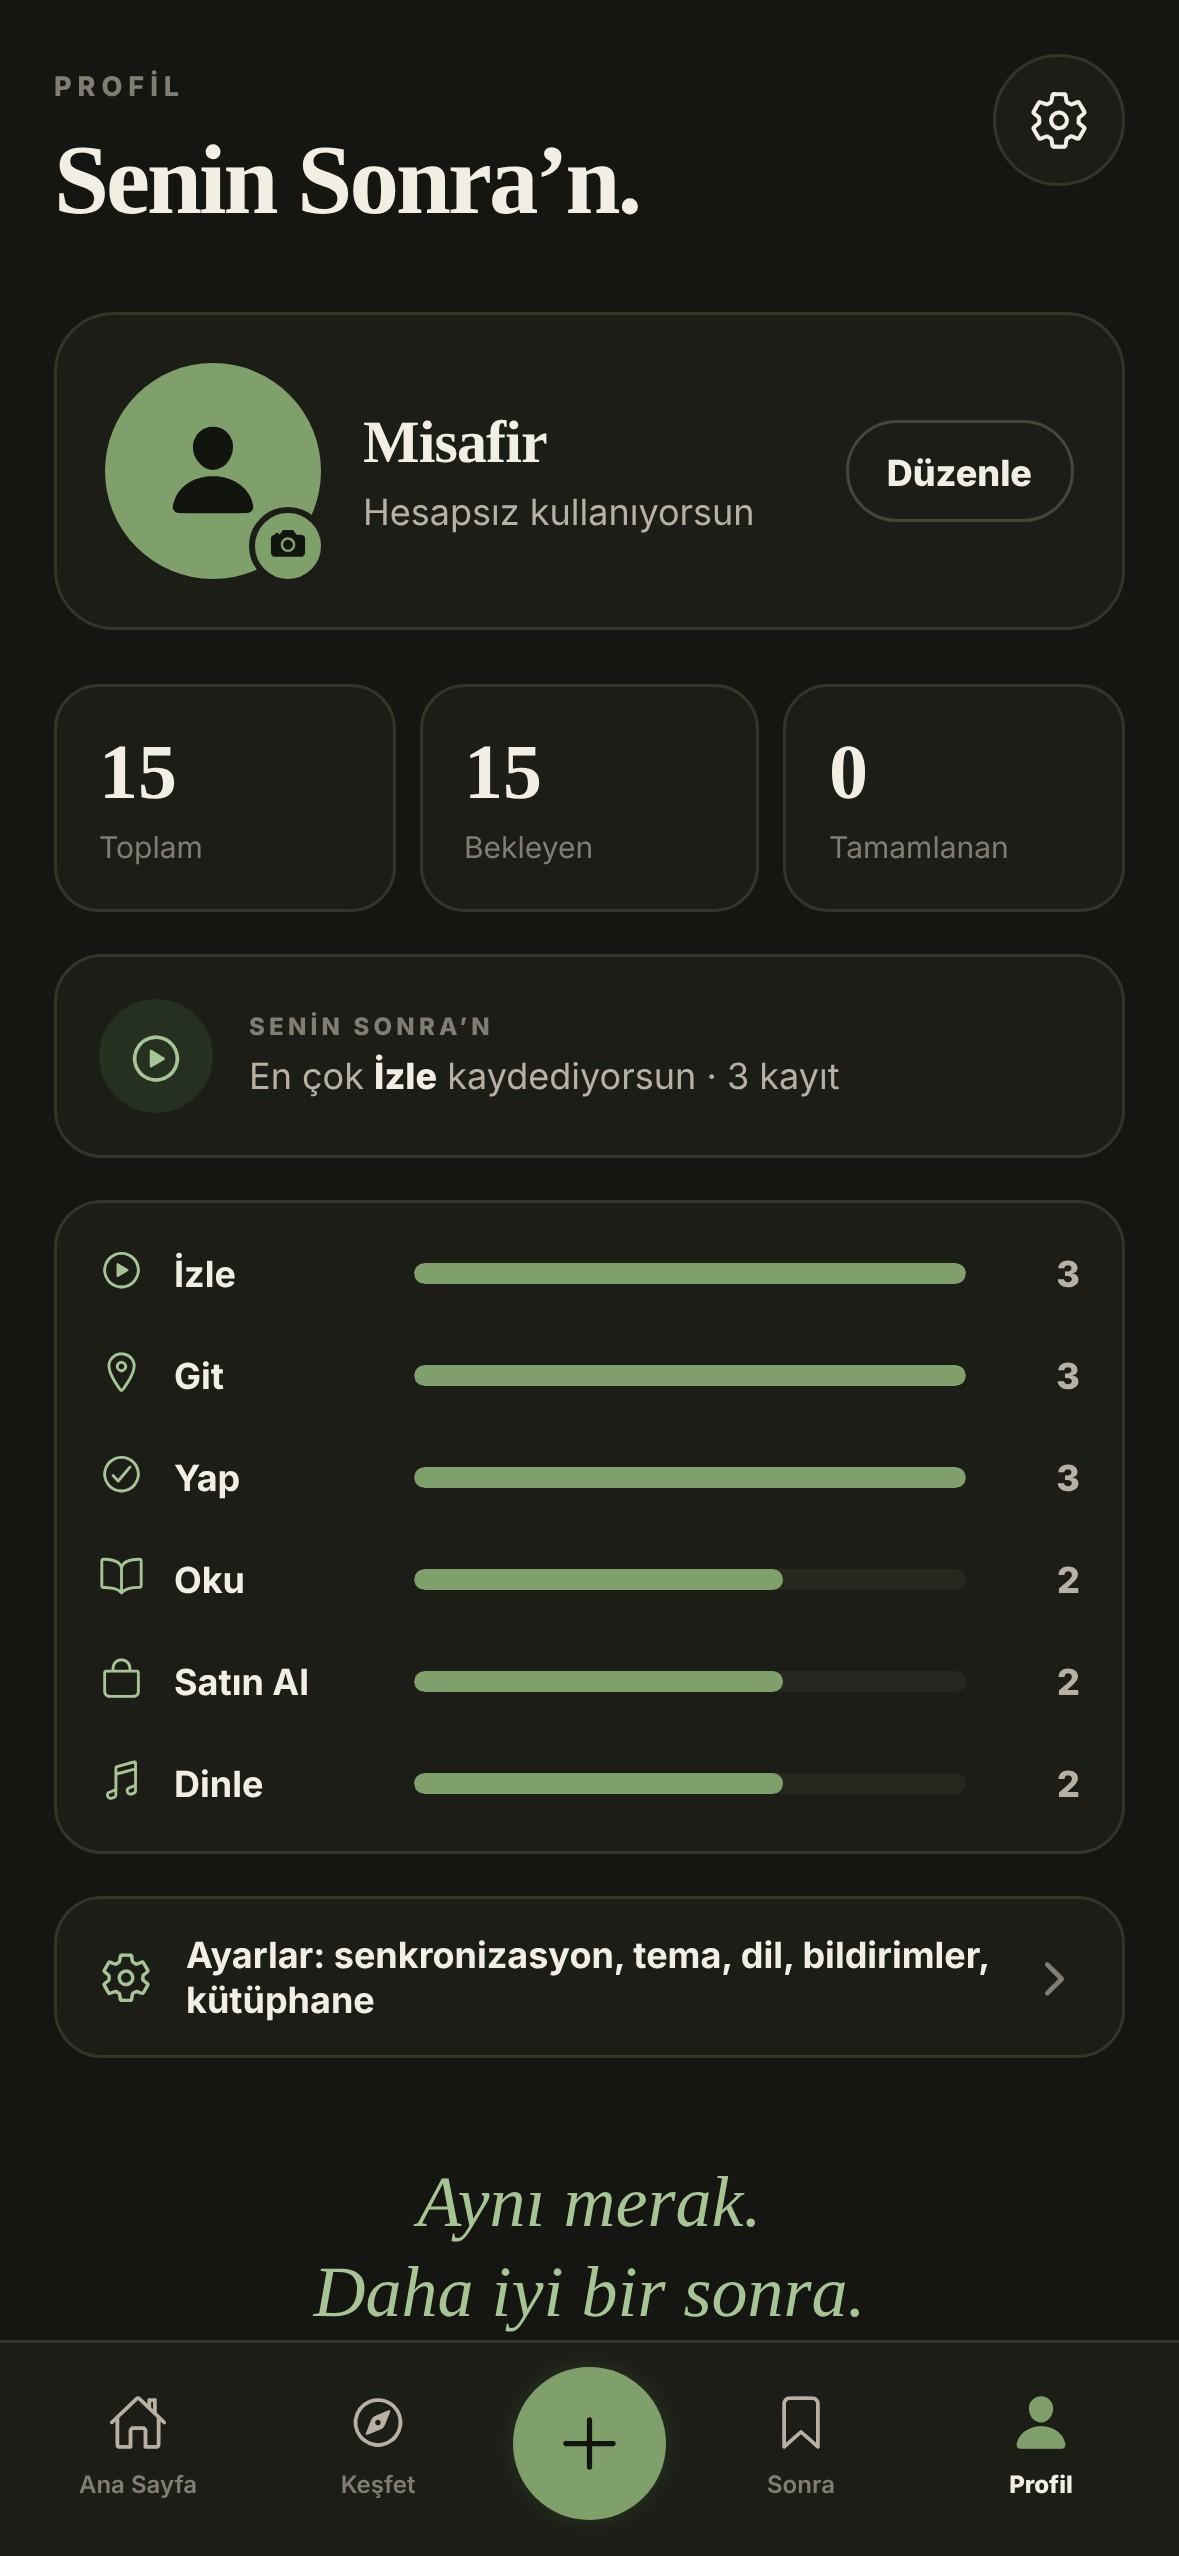 PROFİL
Senin Sonra’n.
Misafir
Hesapsız kullanıyorsun
Düzenle
15
Toplam
15
Bekleyen
0
Tamamlanan
SENİN SONRA’N
En çok İzle kaydediyorsun · 3 kayıt
İzle 3
Git 3
Yap 3
Oku 2
Satın Al 2
Dinle 2
Ayarlar: senkronizasyon, tema, dil, bildirimler,
kütüphane
Aynı merak.
Daha iyi bir sonra.
Ana Sayfa
Keşfet
Sonra
Profil